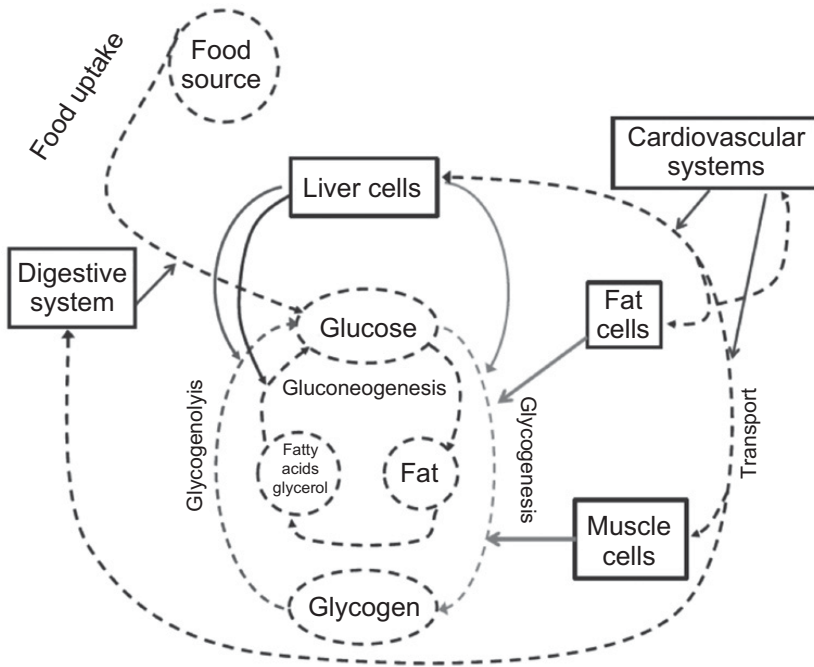 Food
source
Food uptake
Cardiovascular
systems
Liver cells
Digestive
system
Fat
cells
Glucose
Gluconeogenesis
Glycogenolyis
Glycogenesis
Transport
Fatty
acids
glycerol
Fat
Muscle
cells
Glycogen